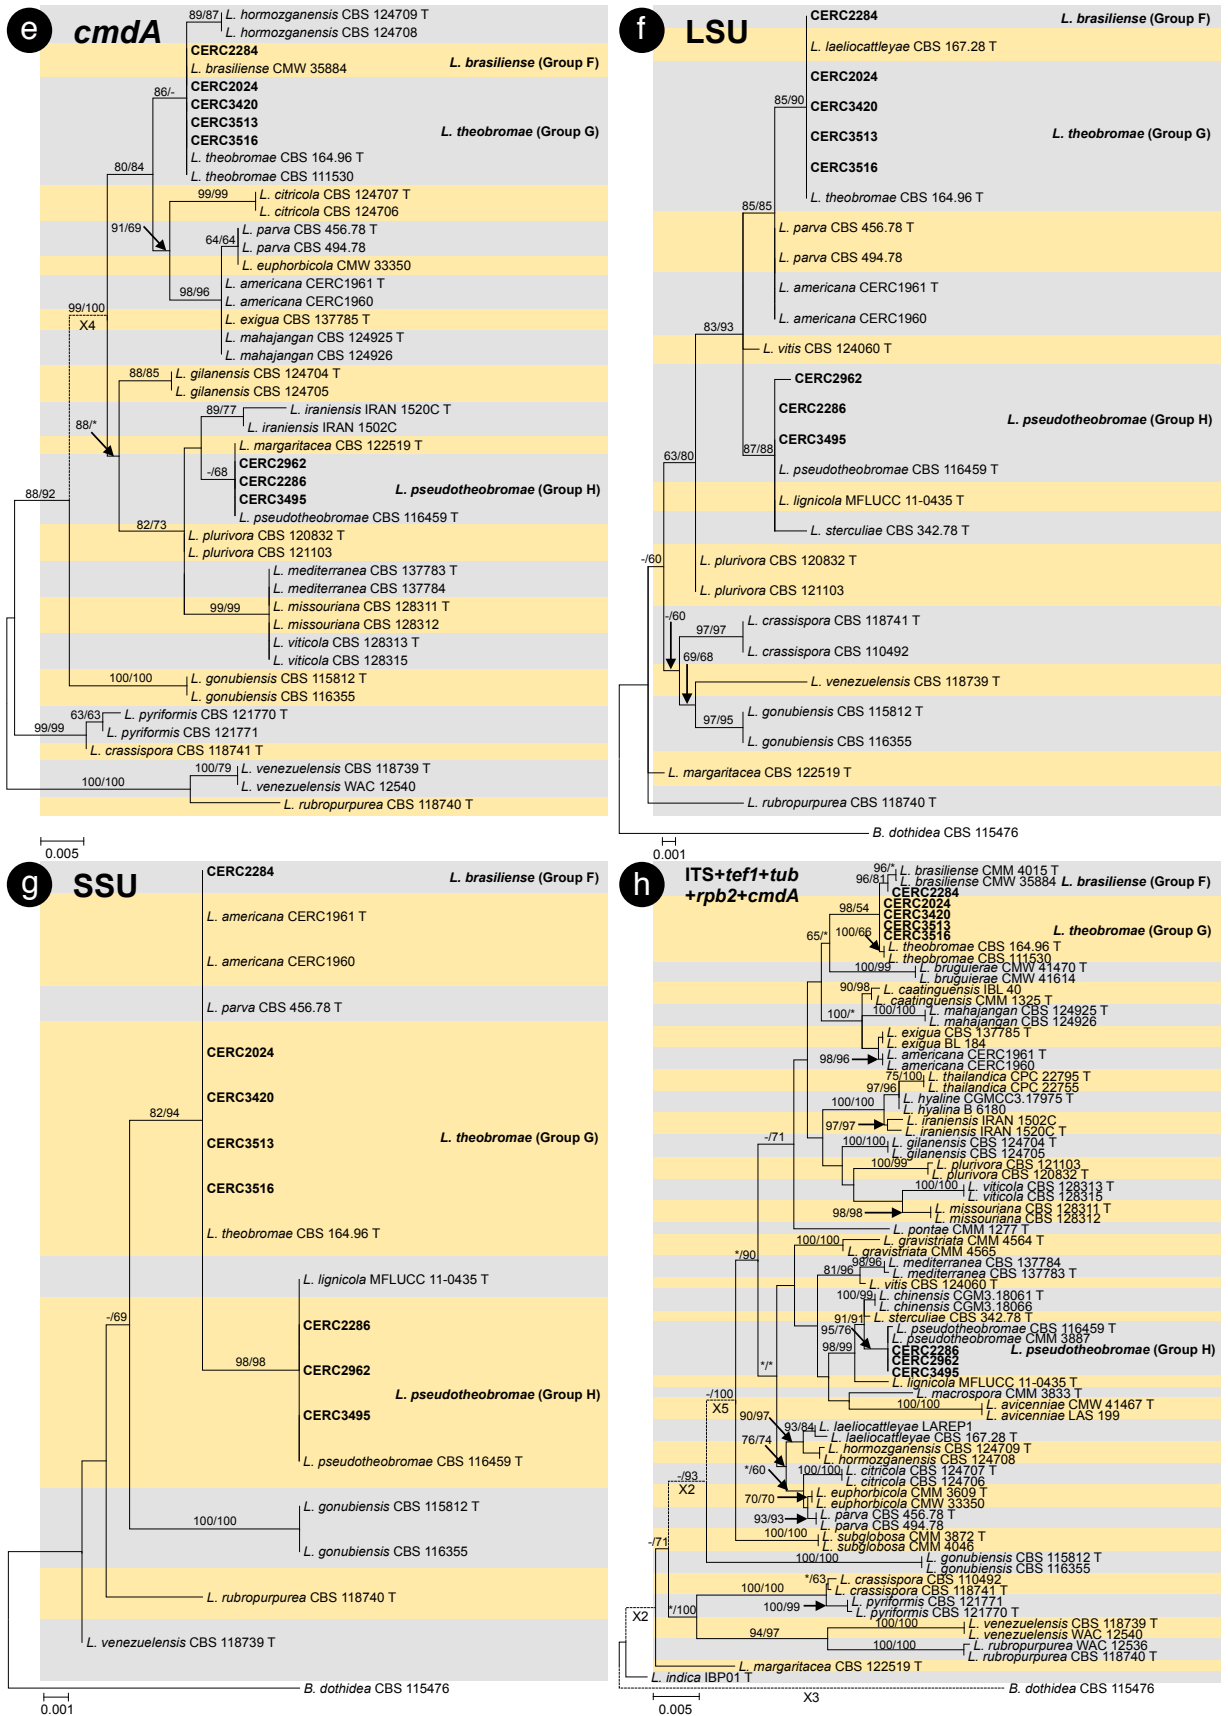 e cmdA
89/87
L. hormozganensis CBS 124709 T
L. hormozganensis CBS 124708
CERC2284
L. brasiliense CMW 35884
L. brasiliense (Group F)
86/-
CERC2024
CERC3420
CERC3513
CERC3516
L. theobromae (Group G)
L. theobromae CBS 164.96 T
L. theobromae CBS 111530
80/84
99/99
L. citricola CBS 124707 T
L. citricola CBS 124706
91/69
64/64
L. parva CBS 456.78 T
L. parva CBS 494.78
L. euphorbicola CMW 33350
98/96
L. americana CERC1961 T
L. americana CERC1960
99/100
X4
L. exigua CBS 137785 T
L. mahajangan CBS 124925 T
L. mahajangan CBS 124926
88/85
L. gilanensis CBS 124704 T
L. gilanensis CBS 124705
88/*
89/77
L. iraniensis IRAN 1520C T
L. iraniensis IRAN 1502C
L. margaritacea CBS 122519 T
-/68
CERC2962
CERC2286
CERC3495
L. pseudotheobromae (Group H)
L. pseudotheobromae CBS 116459 T
88/92
82/73
L. plurivora CBS 120832 T
L. plurivora CBS 121103
L. mediterranea CBS 137783 T
L. mediterranea CBS 137784
99/99
L. missouriana CBS 128311 T
L. missouriana CBS 128312
L. viticola CBS 128313 T
L. viticola CBS 128315
100/100
L. gonubiensis CBS 115812 T
L. gonubiensis CBS 116355
63/63
L. pyriformis CBS 121770 T
L. pyriformis CBS 121771
99/99
L. crassispora CBS 118741 T
100/79
L. venezuelensis CBS 118739 T
L. venezuelensis WAC 12540
100/100
L. rubropurpurea CBS 118740 T
0.005
f LSU
CERC2284
L. brasiliense (Group F)
L. laeliocattleyae CBS 167.28 T
CERC2024
85/90
CERC3420
CERC3513
L. theobromae (Group G)
CERC3516
L. theobromae CBS 164.96 T
85/85
L. parva CBS 456.78 T
L. parva CBS 494.78
L. americana CERC1961 T
L. americana CERC1960
83/93
L. vitis CBS 124060 T
CERC2962
CERC2286
L. pseudotheobromae (Group H)
CERC3495
87/88
63/80
L. pseudotheobromae CBS 116459 T
L. lignicola MFLUCC 11-0435 T
L. sterculiae CBS 342.78 T
-/60
L. plurivora CBS 120832 T
L. plurivora CBS 121103
-/60
L. crassispora CBS 118741 T
97/97
L. crassispora CBS 110492
69/68
L. venezuelensis CBS 118739 T
L. gonubiensis CBS 115812 T
97/95
L. gonubiensis CBS 116355
L. margaritacea CBS 122519 T
L. rubropurpurea CBS 118740 T
B. dothidea CBS 115476
0.001
g SSU
CERC2284
L. brasiliense (Group F)
L. americana CERC1961 T
L. americana CERC1960
L. parva CBS 456.78 T
CERC2024
CERC3420
82/94
CERC3513
L. theobromae (Group G)
CERC3516
L. theobromae CBS 164.96 T
L. lignicola MFLUCC 11-0435 T
-/69
CERC2286
98/98
CERC2962
L. pseudotheobromae (Group H)
CERC3495
L. pseudotheobromae CBS 116459 T
L. gonubiensis CBS 115812 T
100/100
L. gonubiensis CBS 116355
L. rubropurpurea CBS 118740 T
L. venezuelensis CBS 118739 T
B. dothidea CBS 115476
0.001
h ITS+tef1+tub
+rpb2+cmdA
96/*
L. brasiliense CMM 4015 T
96/81
L. brasiliense CMW 35884
L. brasiliense (Group F)
CERC2284
98/54
CERC2024
CERC3420
CERC3513
CERC3516
L. theobromae (Group G)
65/*
100/66
L. theobromae CBS 164.96 T
L. theobromae CBS 111530
100/99
L. bruguierae CMW 41470 T
L. bruguierae CMW 41614
90/98
L. caatinguensis IBL 40
L. caatinguensis CMM 1325 T
100/*
100/100
L. mahajangan CBS 124925 T
L. mahajangan CBS 124926
L. exigua CBS 137785 T
L. exigua BL 184
98/96
L. americana CERC1961 T
L. americana CERC1960
75/100
L. thailandica CPC 22795 T
L. thailandica CPC 22755
97/96
100/100
L. hyaline CGMCC3.17975 T
L. hyalina B 6180
97/97
L. iraniensis IRAN 1502C
L. iraniensis IRAN 1520C T
-/71
100/100
L. gilanensis CBS 124704 T
L. gilanensis CBS 124705
100/99
L. plurivora CBS 121103
L. plurivora CBS 120832 T
100/100
L. viticola CBS 128313 T
L. viticola CBS 128315
98/98
L. missouriana CBS 128311 T
L. missouriana CBS 128312
L. pontae CMM 1277 T
100/100
L. gravistriata CMM 4564 T
L. gravistriata CMM 4565
*/90
98/96
L. mediterranea CBS 137784
L. mediterranea CBS 137783 T
81/96
L. vitis CBS 124060 T
100/99
L. chinensis CGM3.18061 T
L. chinensis CGM3.18066
91/91
L. sterculiae CBS 342.78 T
95/76
L. pseudotheobromae CBS 116459 T
L. pseudotheobromae CMM 3887
98/99
CERC2286
CERC2962
CERC3495
L. pseudotheobromae (Group H)
*/*
L. lignicola MFLUCC 11-0435 T
L. macrospora CMM 3833 T
-/100
X5
100/100
L. avicenniae CMW 41467 T
L. avicenniae LAS 199
90/97
93/84
L. laeliocattleyae LAREP1
L. laeliocattleyae CBS 167.28 T
76/74
L. hormozganensis CBS 124709 T
L. hormozganensis CBS 124708
*/60
100/100
L. citricola CBS 124707 T
L. citricola CBS 124706
-/93
X2
70/70
L. euphorbicola CMM 3609 T
L. euphorbicola CMW 33350
93/93
L. parva CBS 456.78 T
L. parva CBS 494.78
-/71
100/100
L. subglobosa CMM 3872 T
L. subglobosa CMM 4046
100/100
L. gonubiensis CBS 115812 T
L. gonubiensis CBS 116355
*/63
L. crassispora CBS 110492
L. crassispora CBS 118741 T
100/100
100/99
L. pyriformis CBS 121771
L. pyriformis CBS 121770 T
X2
*/100
100/100
L. venezuelensis CBS 118739 T
L. venezuelensis WAC 12540
94/97
100/100
L. rubropurpurea WAC 12536
L. rubropurpurea CBS 118740 T
L. margaritacea CBS 122519 T
L. indica IBP01 T
X3
B. dothidea CBS 115476
0.005